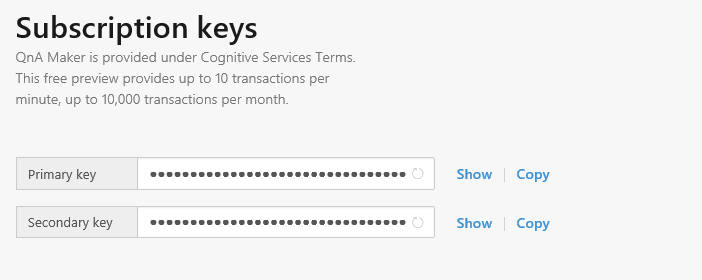 Subscription keys
QnA Maker is provided under Cognitive Services Terms.
This free preview provides up to 10 transactions per
minute, up to 10,000 transactions per month.
Primary key •••••••••••••••••••••••••••••••• Show | Copy
Secondary key •••••••••••••••••••••••••••••••• Show | Copy